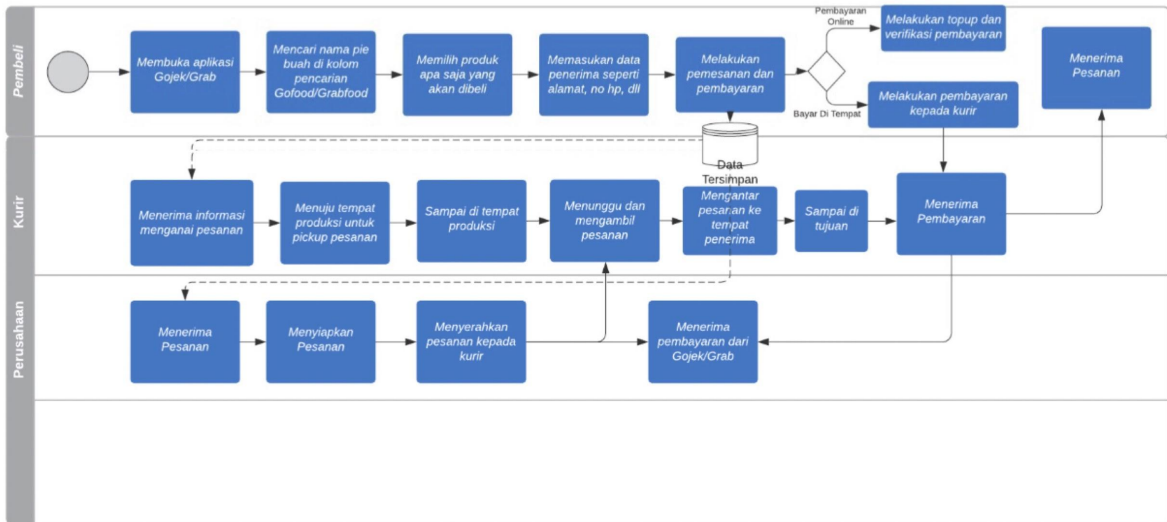 Pembeli
Membuka aplikasi
Gojek/Grab
Mencari nama pie
buah di kolom
pencarian
Gofood/Grabfood
Memilih produk
apa saja yang
akan dibeli
Memasukan data
penerima seperti
alamat, no hp, dll
Melakukan
pemesanan dan
pembayaran
Pembayaran
Online
Melakukan topup dan
verifikasi pembayaran
Bayar Di Tempat
Melakukan pembayaran
kepada kurir
Menerima
Pesanan
Kurir
Data
Tersimpan
Menerima informasi
menganai pesanan
Menuju tempat
produksi untuk
pickup pesanan
Sampai di tempat
produksi
Menunggu dan
mengambil
pesanan
Mengantar
pesanan ke
tempat
penerima
Sampai di
tujuan
Menerima
Pembayaran
Perusahaan
Menerima
Pesanan
Menyiapkan
Pesanan
Menyerahkan
pesanan kepada
kurir
Menerima
pembayaran dari
Gojek/Grab